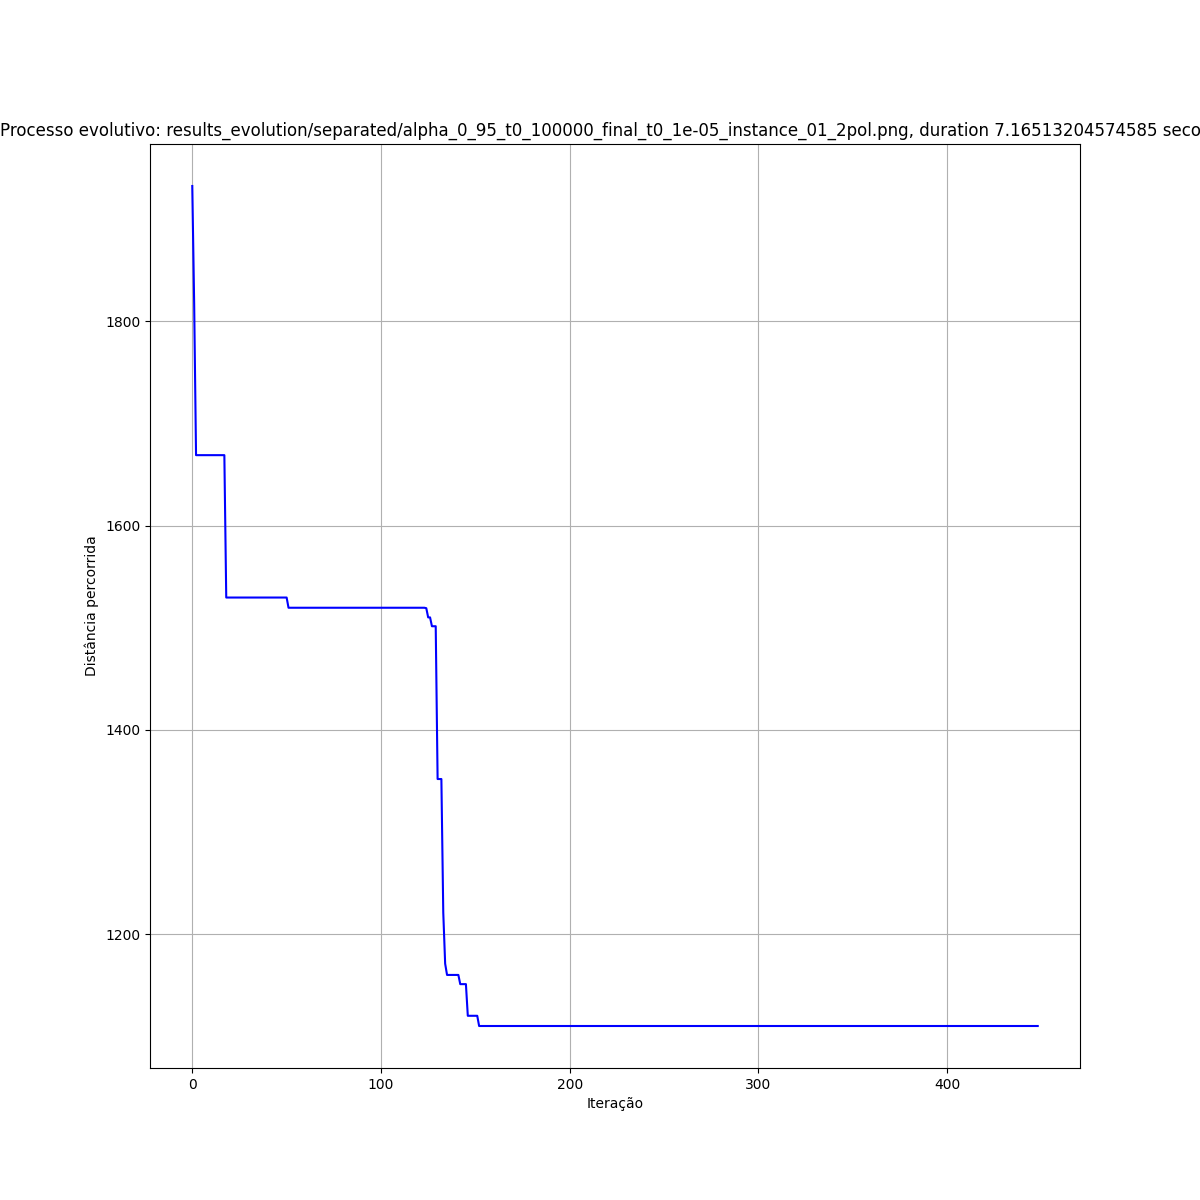 Processo evolutivo: results_evolution/separated/alpha_0_95_t0_100000_final_t0_1e-05_instance_01_2pol.png, duration 7.16513204574585 seco
1800
1600
1400
1200
Distância percorrida
0 100 200 300 400
Iteração